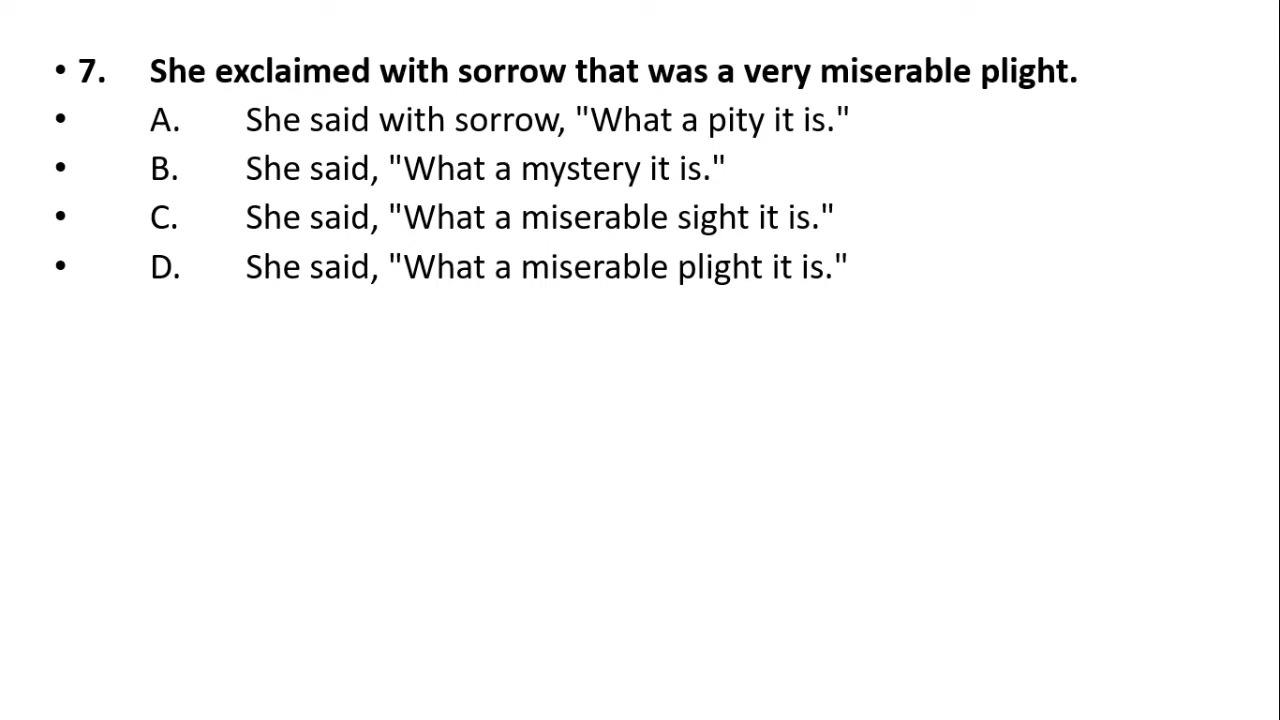 • 7. She exclaimed with sorrow that was a very miserable plight.
• A. She said with sorrow, "What a pity it is."
• B. She said, "What a mystery it is."
• C. She said, "What a miserable sight it is."
• D. She said, "What a miserable plight it is."